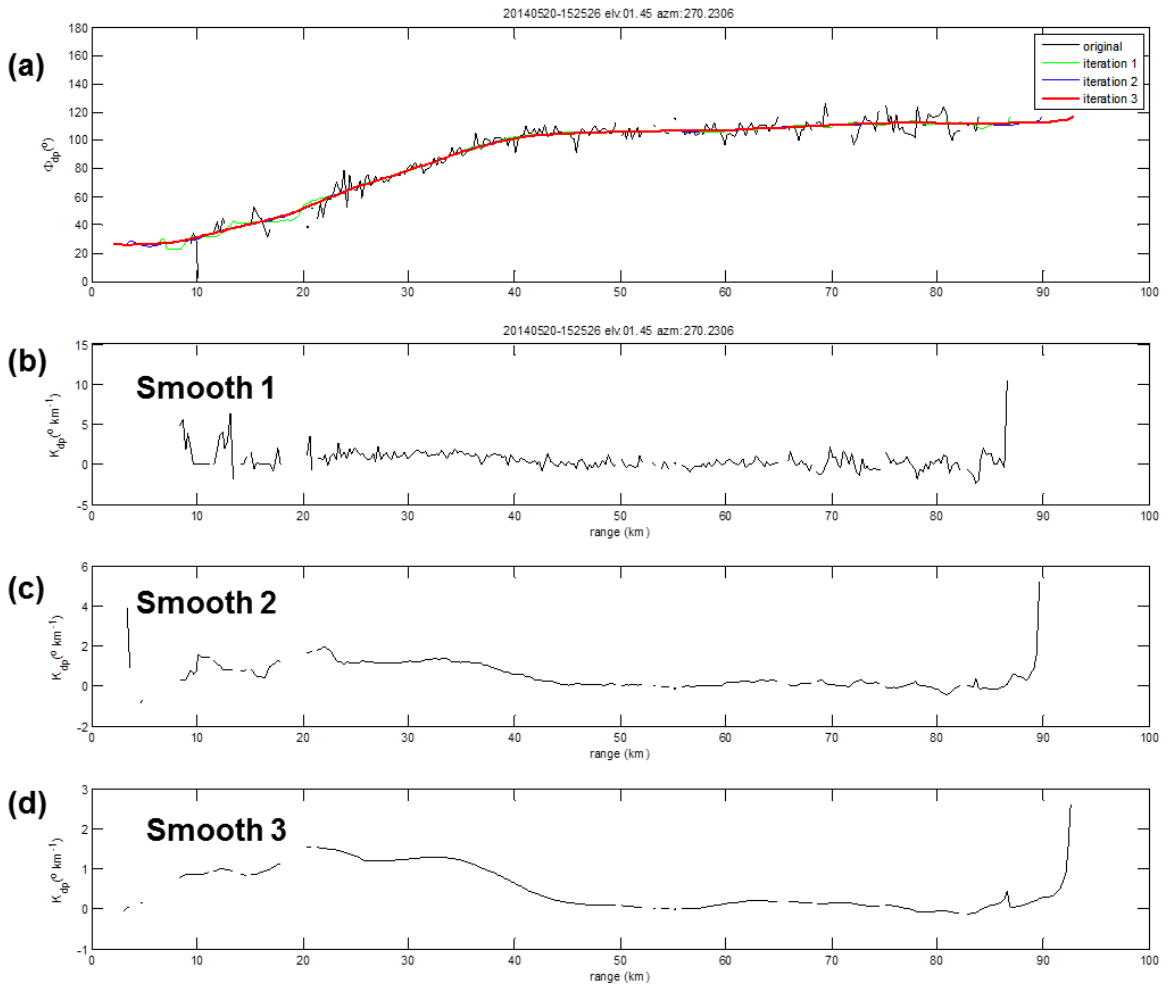 20140520-152526 elv:01.45 azm:270.2306
(a)
180
160
140
120
100
80
60
40
20
0
Φdp(º)
original
iteration 1
iteration 2
iteration 3
0 10 20 30 40 50 60 70 80 90 100
20140520-152526 elv:01.45 azm:270.2306
(b)
Smooth 1
15
10
5
0
-5
Kdp(º km-1)
0 10 20 30 40 50 60 70 80 90 100
range (km)
(c)
Smooth 2
6
4
2
0
-2
Kdp(º km-1)
0 10 20 30 40 50 60 70 80 90 100
range (km)
(d)
Smooth 3
3
2
1
0
-1
Kdp(º km-1)
0 10 20 30 40 50 60 70 80 90 100
range (km)